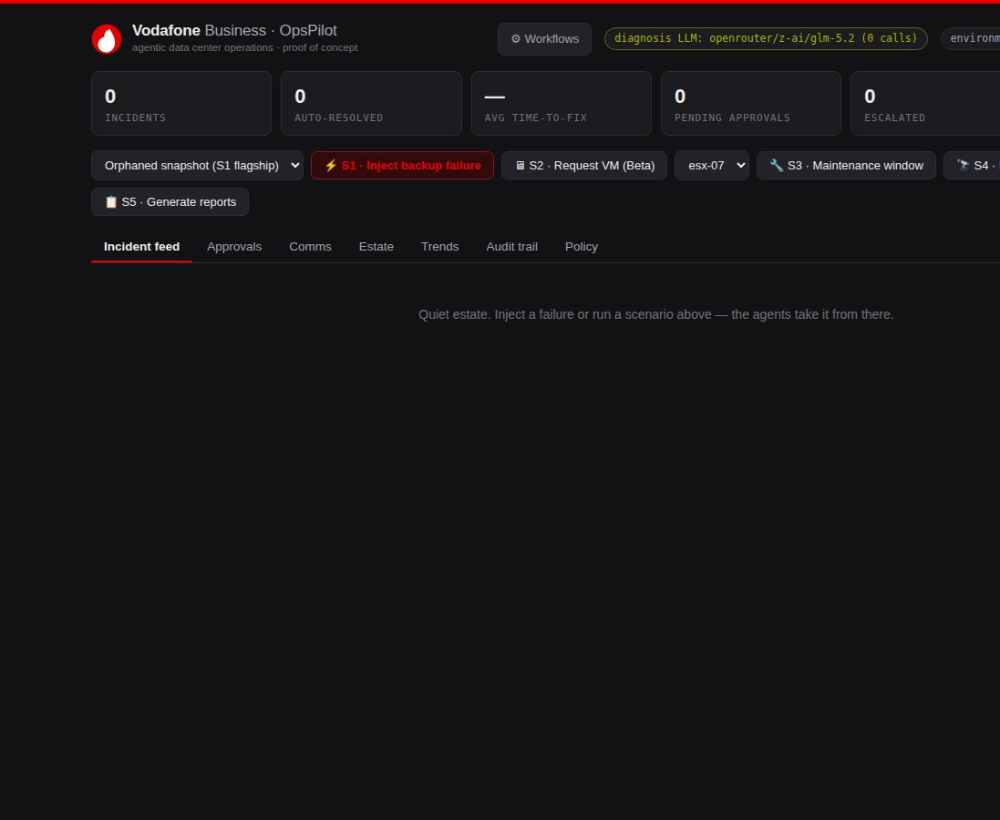 Vodafone Business · OpsPilot
agentic data center operations · proof of concept
⚙ Workflows
diagnosis LLM: openrouter/z-ai/glm-5.2 (0 calls)
0
INCIDENTS
0
AUTO-RESOLVED
—
AVG TIME-TO-FIX
0
PENDING APPROVALS
0
ESCALATED
Orphaned snapshot (S1 flagship)
⚡ S1 · Inject backup failure
🖥 S2 · Request VM (Beta)
esx-07
🔧 S3 · Maintenance window
🔭 S4 ·
📋 S5 · Generate reports
Incident feed
Approvals
Comms
Estate
Trends
Audit trail
Policy
Quiet estate. Inject a failure or run a scenario above — the agents take it from there.